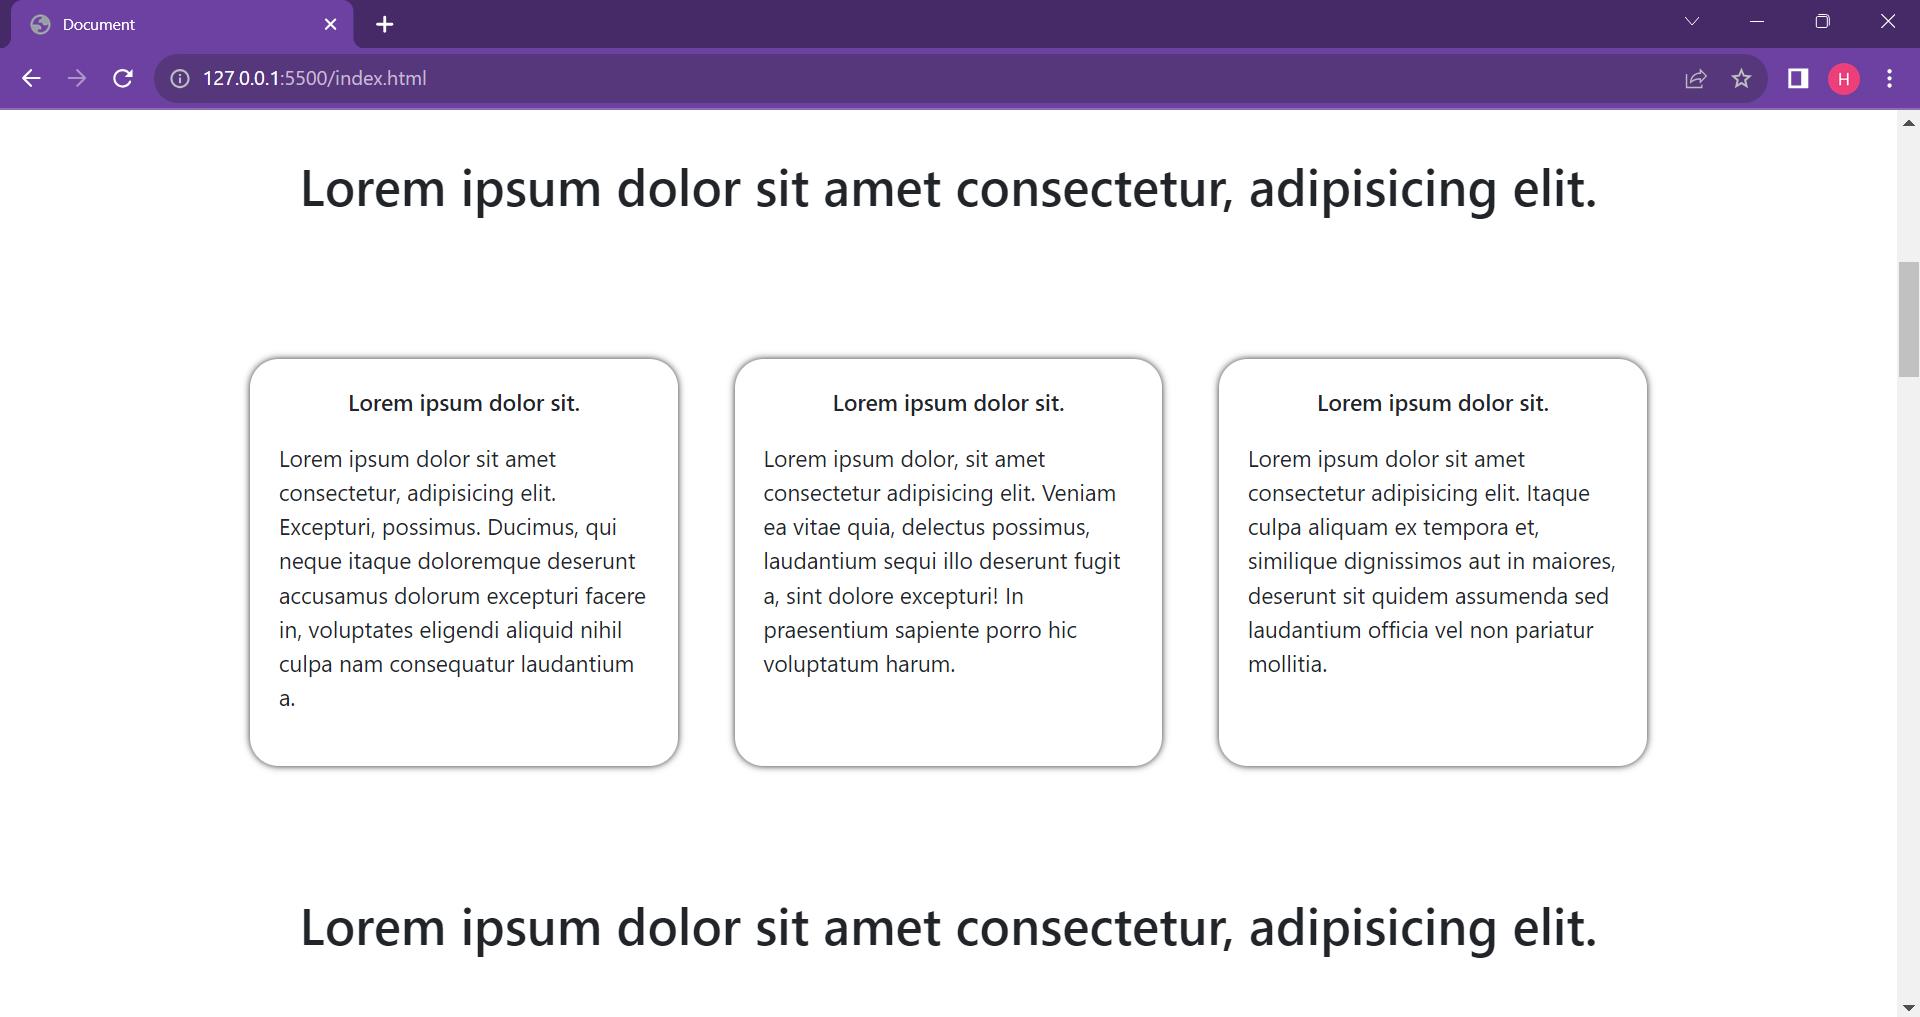 Document
127.0.0.1:5500/index.html
H
Lorem ipsum dolor sit amet consectetur, adipisicing elit.
Lorem ipsum dolor sit.
Lorem ipsum dolor sit amet
consectetur, adipisicing elit.
Excepturi, possimus. Ducimus, qui
neque itaque doloremque deserunt
accusamus dolorum excepturi facere
in, voluptates eligendi aliquid nihil
culpa nam consequatur laudantium
a.
Lorem ipsum dolor sit.
Lorem ipsum dolor, sit amet
consectetur adipisicing elit. Veniam
ea vitae quia, delectus possimus,
laudantium sequi illo deserunt fugit
a, sint dolore excepturi! In
praesentium sapiente porro hic
voluptatum harum.
Lorem ipsum dolor sit.
Lorem ipsum dolor sit amet
consectetur adipisicing elit. Itaque
culpa aliquam ex tempora et,
similique dignissimos aut in maiores,
deserunt sit quidem assumenda sed
laudantium officia vel non pariatur
mollitia.
Lorem ipsum dolor sit amet consectetur, adipisicing elit.